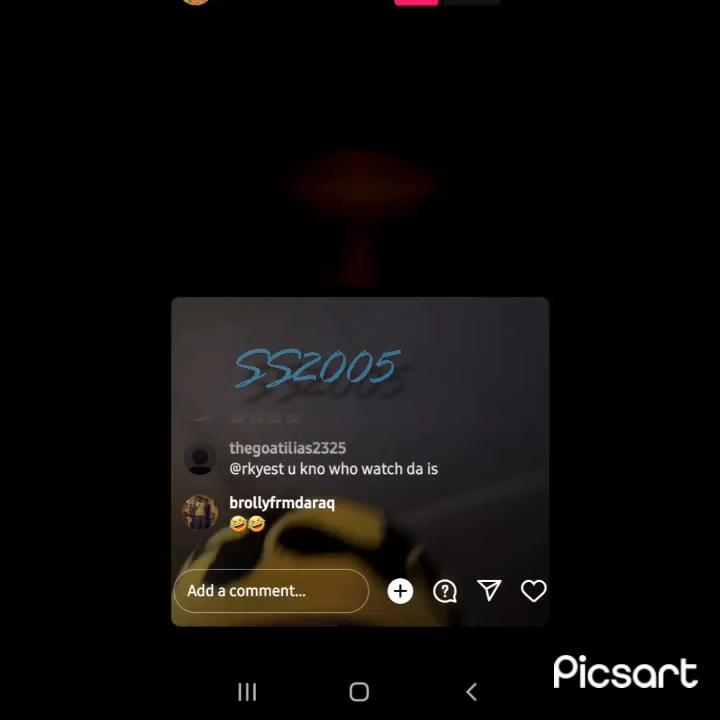 SS2005
thegoatilias2325
@rkyest u kno who watch da is
brollyfrmdaraq
🤣🤣
Add a comment...
Picsart